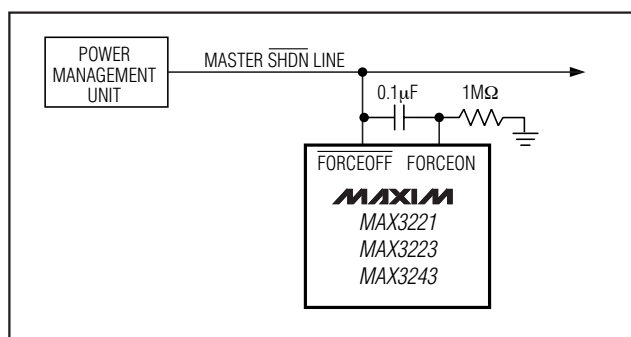 POWER
MANAGEMENT
UNIT
MASTER SHDN LINE
0.1μF
1MΩ
FORCEOFF FORCEON
MAXIM
MAX3221
MAX3223
MAX3243